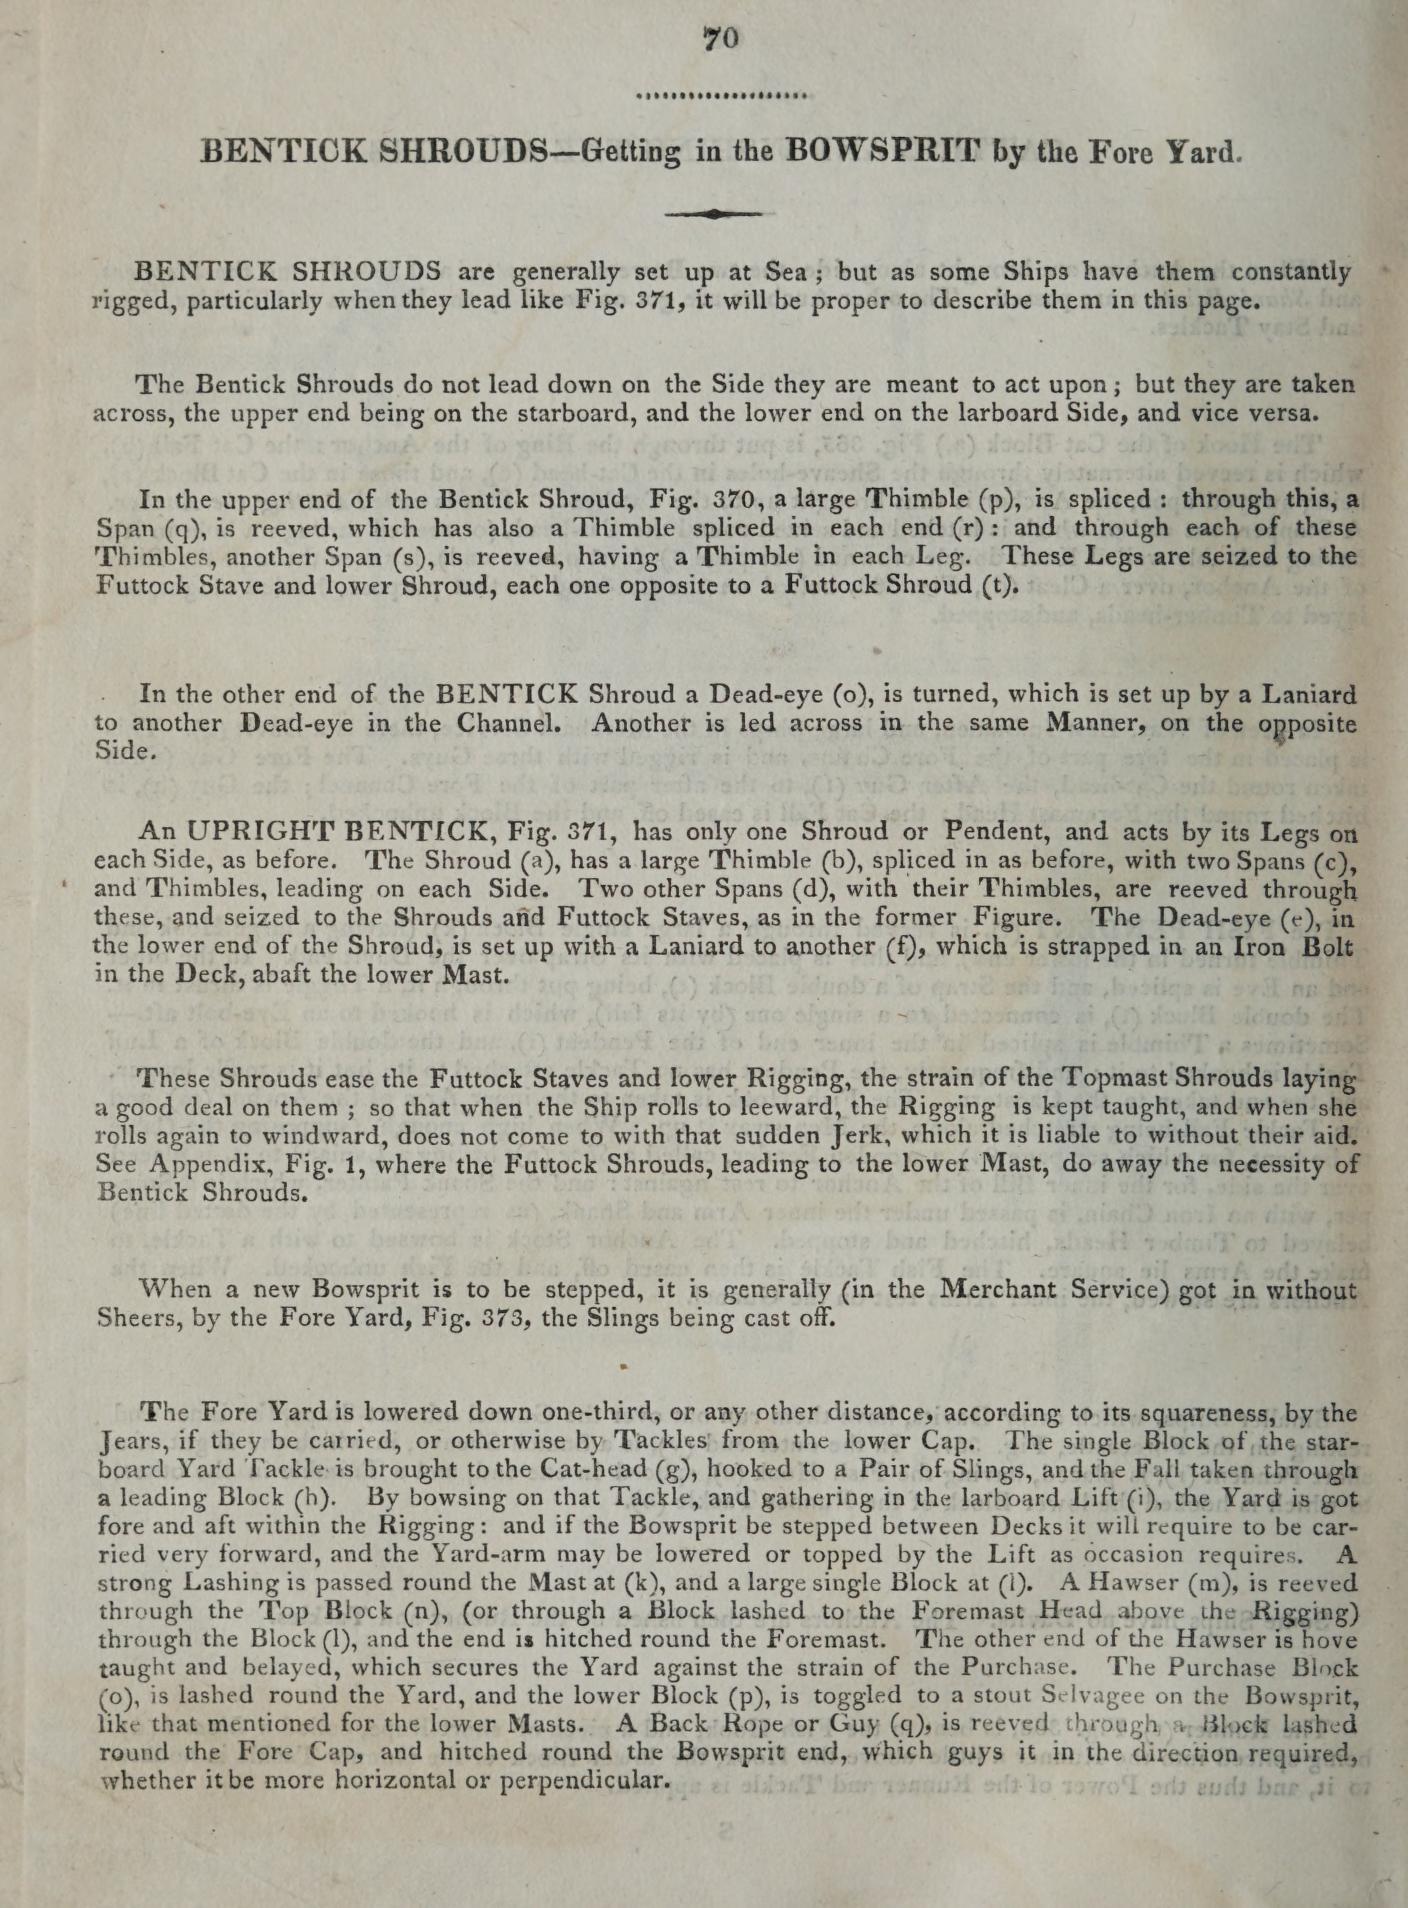 70
BENTICK SHROUDS—Getting in the BOWSPRIT by the Fore Yard.
BENTICK SHROUDS are generally set up at Sea; but as some Ships have them constantly
rigged, particularly when they lead like Fig. 371, it will be proper to describe them in this page.
The Bentick Shrouds do not lead down on the Side they are meant to act upon; but they are taken
across, the upper end being on the starboard, and the lower end on the larboard Side, and vice versa.
In the upper end of the Bentick Shroud, Fig. 370, a large Thimble (p), is spliced: through this, a
Span (q), is reeved, which has also a Thimble spliced in each end (r): and through each of these
Thimbles, another Span (s), is reeved, having a Thimble in each Leg. These Legs are seized to the
Futtock Stave and lower Shroud, each one opposite to a Futtock Shroud (t).
In the other end of the BENTICK Shroud a Dead-eye (o), is turned, which is set up by a Laniard
to another Dead-eye in the Channel. Another is led across in the same Manner, on the opposite
Side.
An UPRIGHT BENTICK, Fig. 371, has only one Shroud or Pendent, and acts by its Legs on
each Side, as before. The Shroud (a), has a large Thimble (b), spliced in as before, with two Spans (c),
and Thimbles, leading on each Side. Two other Spans (d), with their Thimbles, are reeved through
these, and seized to the Shrouds and Futtock Staves, as in the former Figure. The Dead-eye (e), in
the lower end of the Shroud, is set up with a Laniard to another (f), which is strapped in an Iron Bolt
in the Deck, abaft the lower Mast.
These Shrouds ease the Futtock Staves and lower Rigging, the strain of the Topmast Shrouds laying
a good deal on them; so that when the Ship rolls to leeward, the Rigging is kept taught, and when she
rolls again to windward, does not come to with that sudden Jerk, which it is liable to without their aid.
See Appendix, Fig. 1, where the Futtock Shrouds, leading to the lower Mast, do away the necessity of
Bentick Shrouds.
When a new Bowsprit is to be stepped, it is generally (in the Merchant Service) got in without
Sheers, by the Fore Yard, Fig. 373, the Slings being cast off.
The Fore Yard is lowered down one-third, or any other distance, according to its squareness, by the
Jears, if they be carried, or otherwise by Tackles from the lower Cap. The single Block of the star-
board Yard Tackle is brought to the Cat-head (g), hooked to a Pair of Slings, and the Fall taken through
a leading Block (h). By bowsing on that Tackle, and gathering in the larboard Lift (i), the Yard is got
fore and aft within the Rigging: and if the Bowsprit be stepped between Decks it will require to be car-
ried very forward, and the Yard-arm may be lowered or topped by the Lift as occasion requires. A
strong Lashing is passed round the Mast at (k), and a large single Block at (l). A Hawser (m), is reeved
through the Top Block (n), (or through a Block lashed to the Foremast Head above the Rigging)
through the Block (l), and the end is hitched round the Foremast. The other end of the Hawser is hove
taught and belayed, which secures the Yard against the strain of the Purchase. The Purchase Block
(o), is lashed round the Yard, and the lower Block (p), is toggled to a stout Selvagee on the Bowsprit,
like that mentioned for the lower Masts. A Back Rope or Guy (q), is reeved through a Block lashed
round the Fore Cap, and hitched round the Bowsprit end, which guys it in the direction required,
whether it be more horizontal or perpendicular.